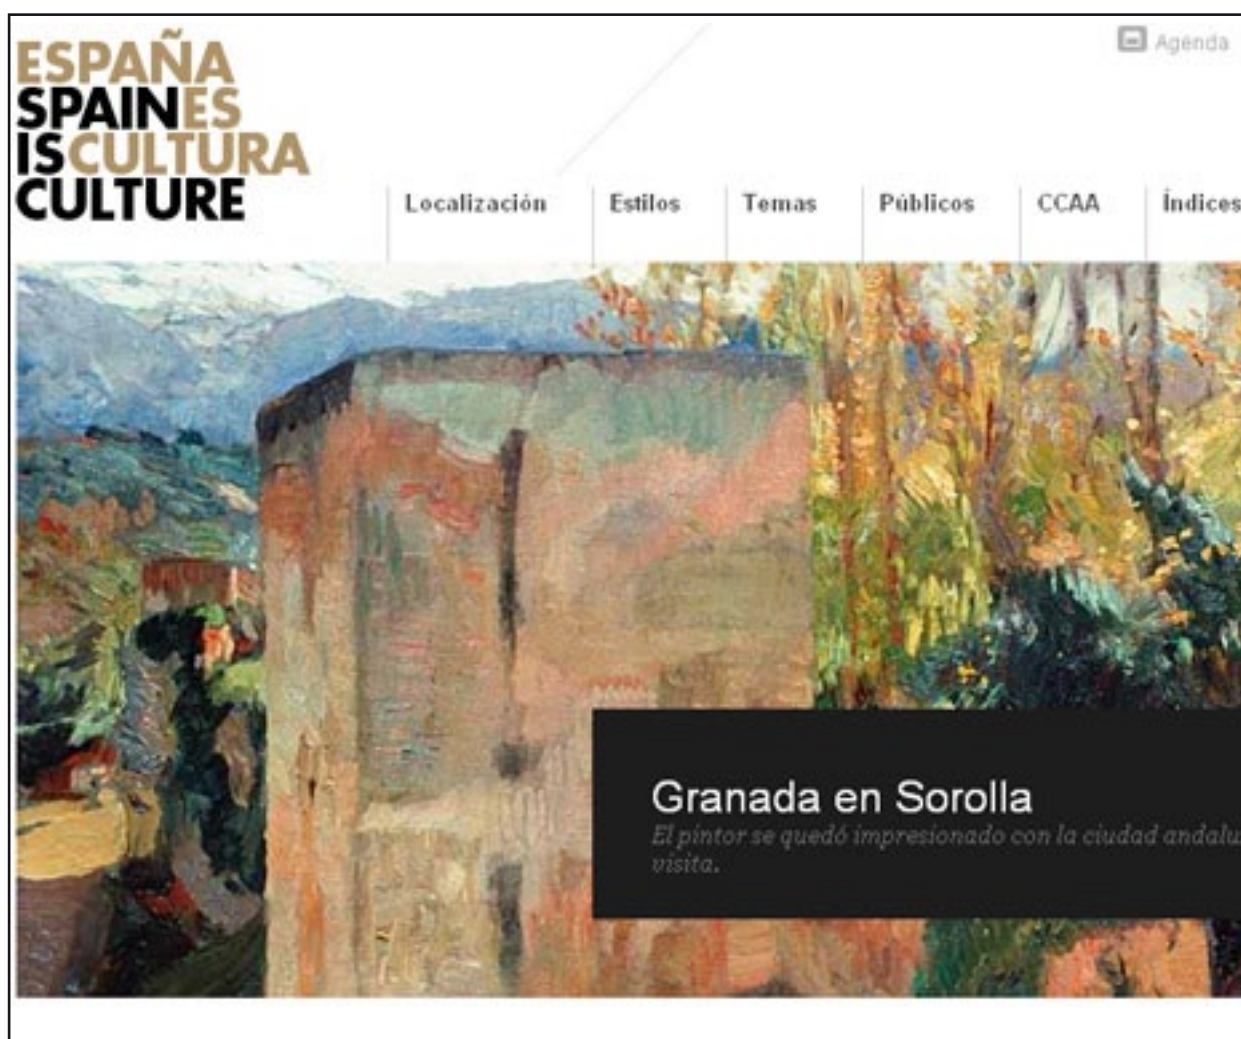 ESPAÑA
SPAINES
ISCULTURA
CULTURE
Agenda
Localización
Estilos
Temas
Públicos
CCAA
Índices
Granada en Sorolla
El pintor se quedó impresionado con la ciudad andalu
visita.